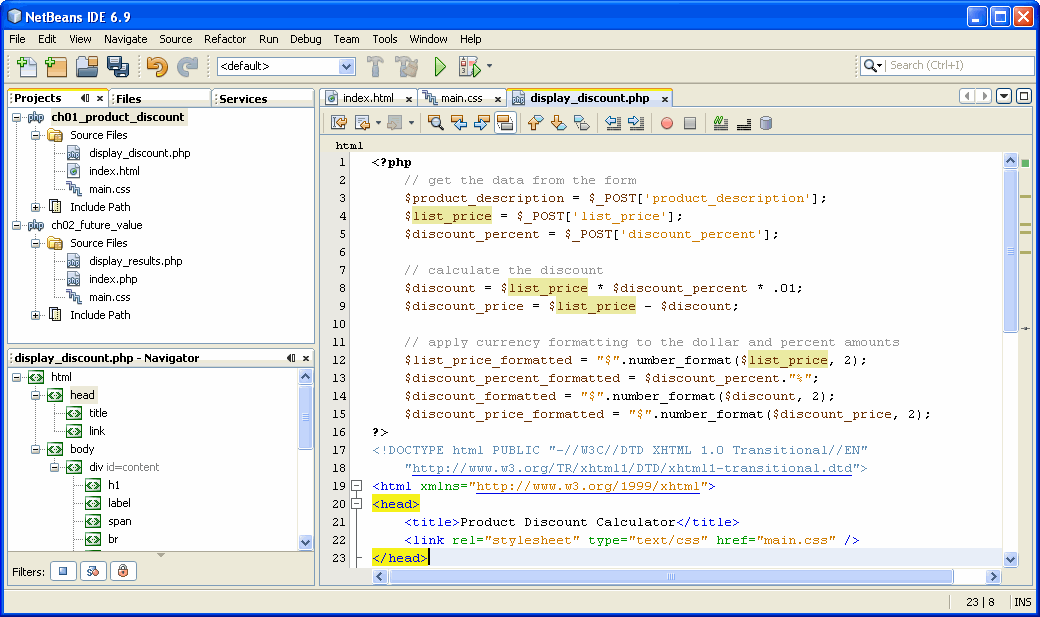 NetBeans IDE 6.9
File Edit View Navigate Source Refactor Run Debug Team Tools Window Help
<default>
Search (Ctrl+I)
Projects
Files
Services
ch01_product_discount
Source Files
display_discount.php
index.html
main.css
Include Path
ch02_future_value
Source Files
display_results.php
index.php
main.css
Include Path
display_discount.php - Navigator
html
head
title
link
body
div id=content
h1
label
span
br
Filters:
index.html
main.css
display_discount.php
html
1 <?php
2 // get the data from the form
3 $product_description = $_POST['product_description'];
4 $list_price = $_POST['list_price'];
5 $discount_percent = $_POST['discount_percent'];
6
7 // calculate the discount
8 $discount = $list_price * $discount_percent * .01;
9 $discount_price = $list_price - $discount;
10
11 // apply currency formatting to the dollar and percent amounts
12 $list_price_formatted = "$".number_format($list_price, 2);
13 $discount_percent_formatted = $discount_percent."%";
14 $discount_formatted = "$".number_format($discount, 2);
15 $discount_price_formatted = "$".number_format($discount_price, 2);
16 ?>
17 <!DOCTYPE html PUBLIC "-//W3C//DTD XHTML 1.0 Transitional//EN"
18 "http://www.w3.org/TR/xhtml1/DTD/xhtml1-transitional.dtd">
19 <html xmlns="http://www.w3.org/1999/xhtml">
20 <head>
21 <title>Product Discount Calculator</title>
22 <link rel="stylesheet" type="text/css" href="main.css" />
23 </head>
23 | 8 INS